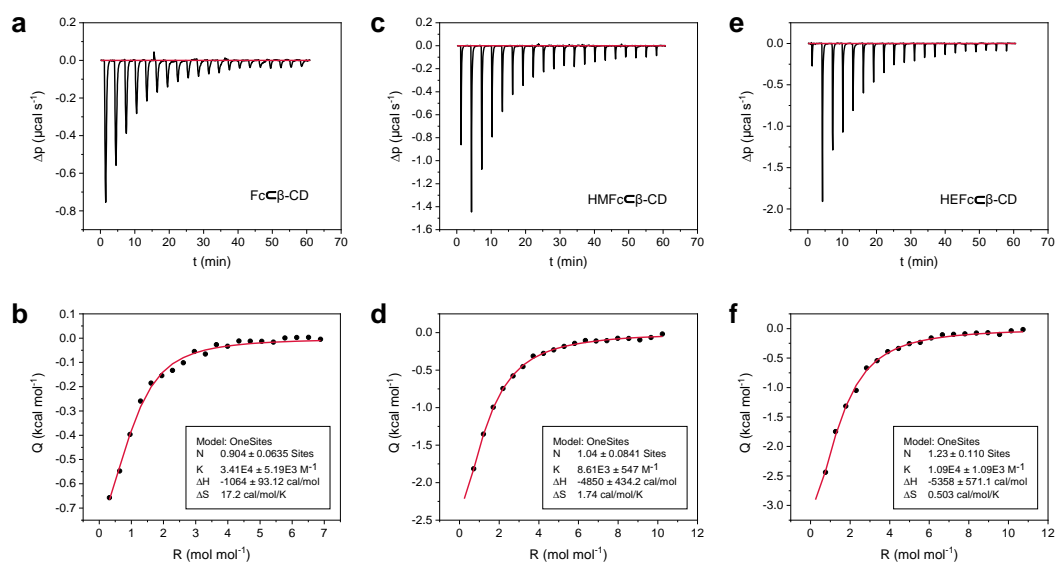 a
0.2
0.0
-0.2
-0.4
-0.6
-0.8
Δp (µcal s⁻¹)
Fc⊂β-CD
0 10 20 30 40 50 60 70
t (min)
c
0.2
0.0
-0.2
-0.4
-0.6
-0.8
-1.0
-1.2
-1.4
-1.6
Δp (µcal s⁻¹)
HMFc⊂β-CD
0 10 20 30 40 50 60 70
t (min)
e
0.0
-0.5
-1.0
-1.5
-2.0
Δp (µcal s⁻¹)
HEFc⊂β-CD
0 10 20 30 40 50 60 70
t (min)
b
0.1
0.0
-0.1
-0.2
-0.3
-0.4
-0.5
-0.6
-0.7
Q (kcal mol⁻¹)
Model: OneSites
N 0.904 ± 0.0635 Sites
K 3.41E4 ± 5.19E3 M⁻¹
ΔH -1064 ± 93.12 cal/mol
ΔS 17.2 cal/mol/K
0 1 2 3 4 5 6 7
R (mol mol⁻¹)
d
0.0
-0.5
-1.0
-1.5
-2.0
-2.5
Q (kcal mol⁻¹)
Model: OneSites
N 1.04 ± 0.0841 Sites
K 8.61E3 ± 547 M⁻¹
ΔH -4850 ± 434.2 cal/mol
ΔS 1.74 cal/mol/K
0 2 4 6 8 10 12
R (mol mol⁻¹)
f
0.0
-0.5
-1.0
-1.5
-2.0
-2.5
-3.0
Q (kcal mol⁻¹)
Model: OneSites
N 1.23 ± 0.110 Sites
K 1.09E4 ± 1.09E3 M⁻¹
ΔH -5358 ± 571.1 cal/mol
ΔS 0.503 cal/mol/K
0 2 4 6 8 10 12
R (mol mol⁻¹)